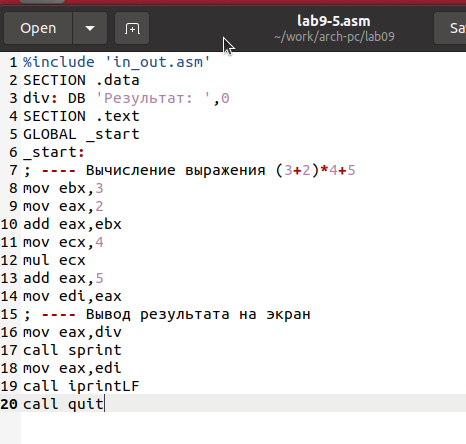 Open
lab9-5.asm
~/work/arch-pc/lab09
1 %include 'in_out.asm'
2 SECTION .data
3 div: DB 'Результат: ',0
4 SECTION .text
5 GLOBAL _start
6 _start:
7 ; ---- Вычисление выражения (3+2)*4+5
8 mov ebx,3
9 mov eax,2
10 add eax,ebx
11 mov ecx,4
12 mul ecx
13 add eax,5
14 mov edi,eax
15 ; ---- Вывод результата на экран
16 mov eax,div
17 call sprint
18 mov eax,edi
19 call iprintLF
20 call quit